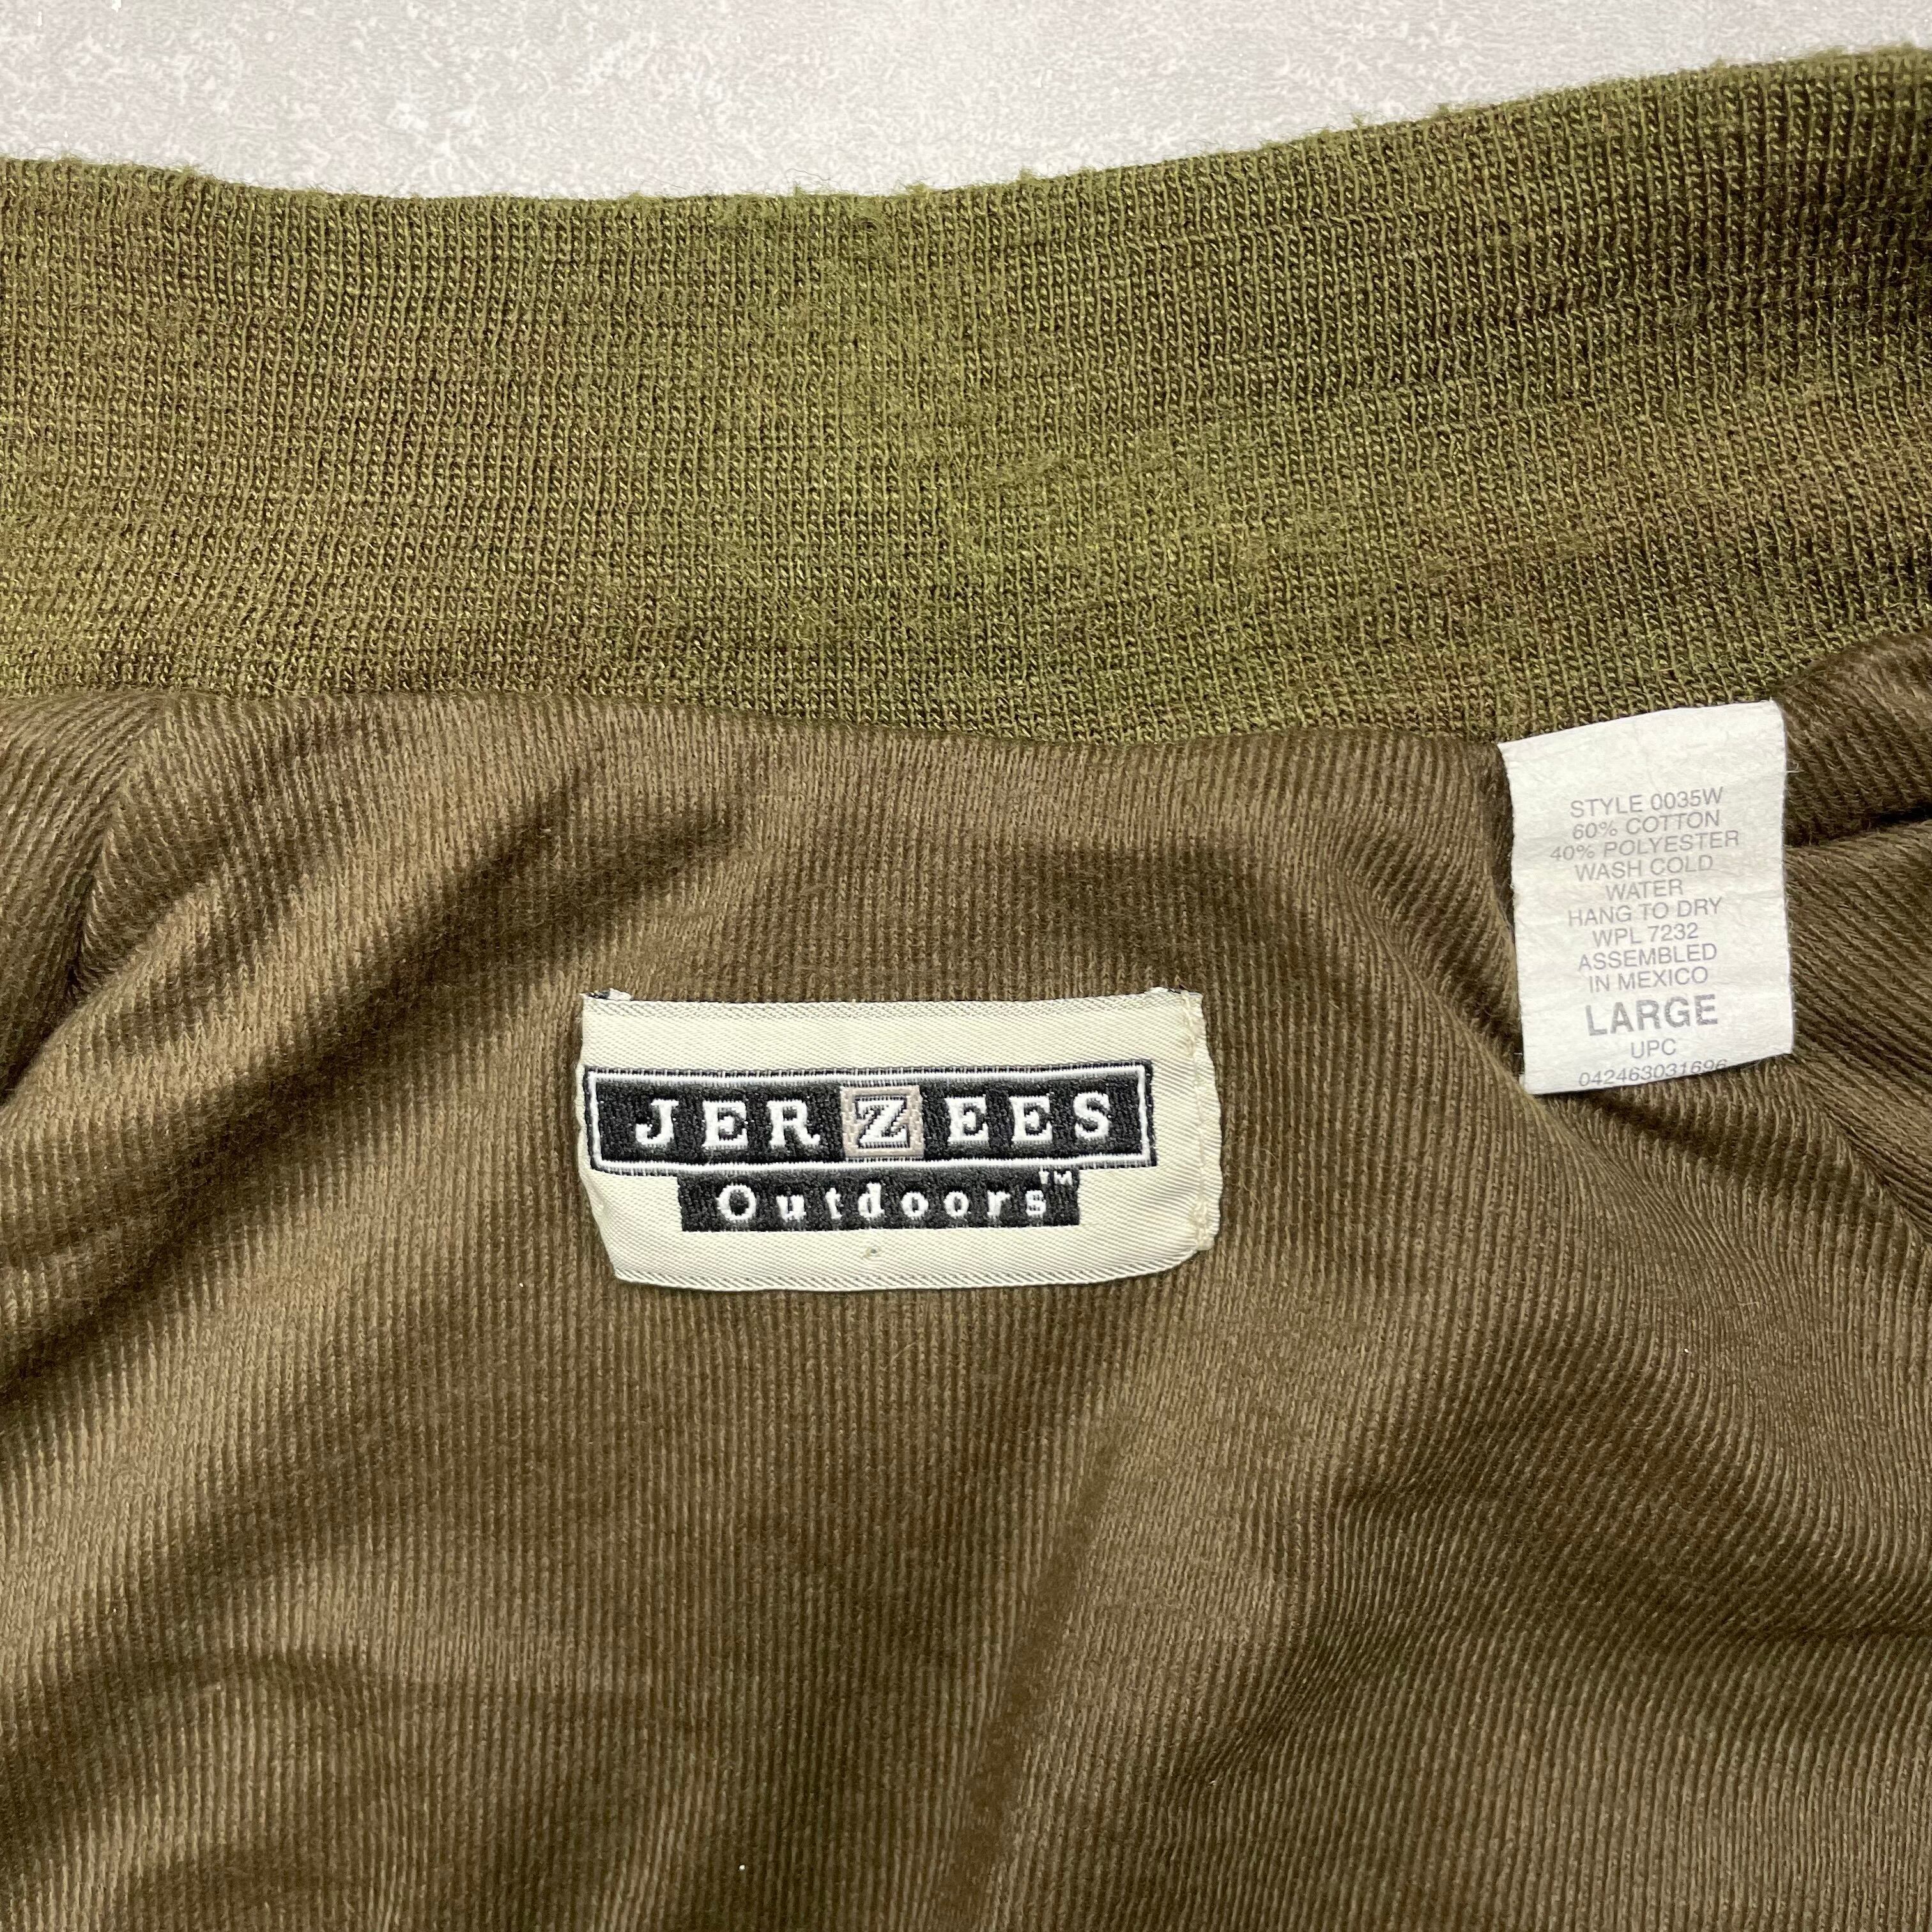 STYLE 0035W
60% COTTON
40% POLYESTER
WASH COLD
WATER
HANG TO DRY
WPL 7232
ASSEMBLED
IN MEXICO
LARGE
UPC
042463031696
JERZEES
Outdoors™